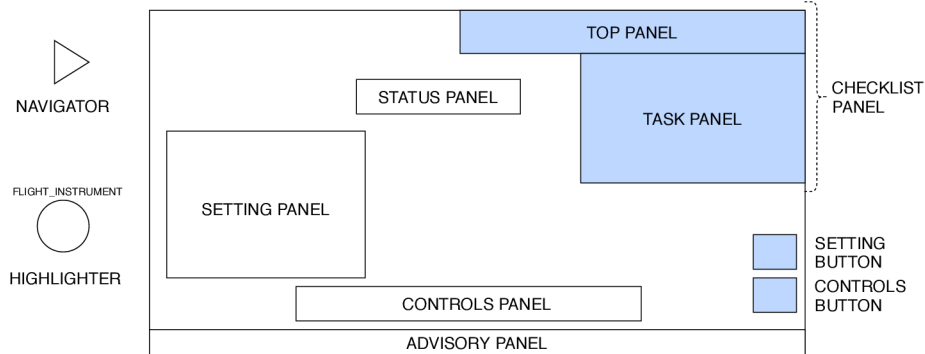 TOP PANEL
NAVIGATOR
STATUS PANEL
CHECKLIST
PANEL
TASK PANEL
FLIGHT_INSTRUMENT
SETTING PANEL
HIGHLIGHTER
SETTING
BUTTON
CONTROLS
BUTTON
CONTROLS PANEL
ADVISORY PANEL